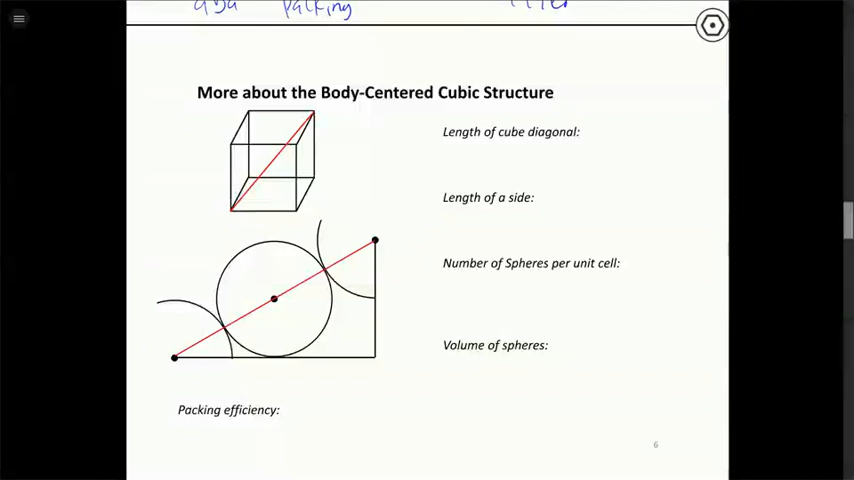 Packing
More about the Body-Centered Cubic Structure
Length of cube diagonal:
Length of a side:
Number of Spheres per unit cell:
Volume of spheres:
Packing efficiency:
6